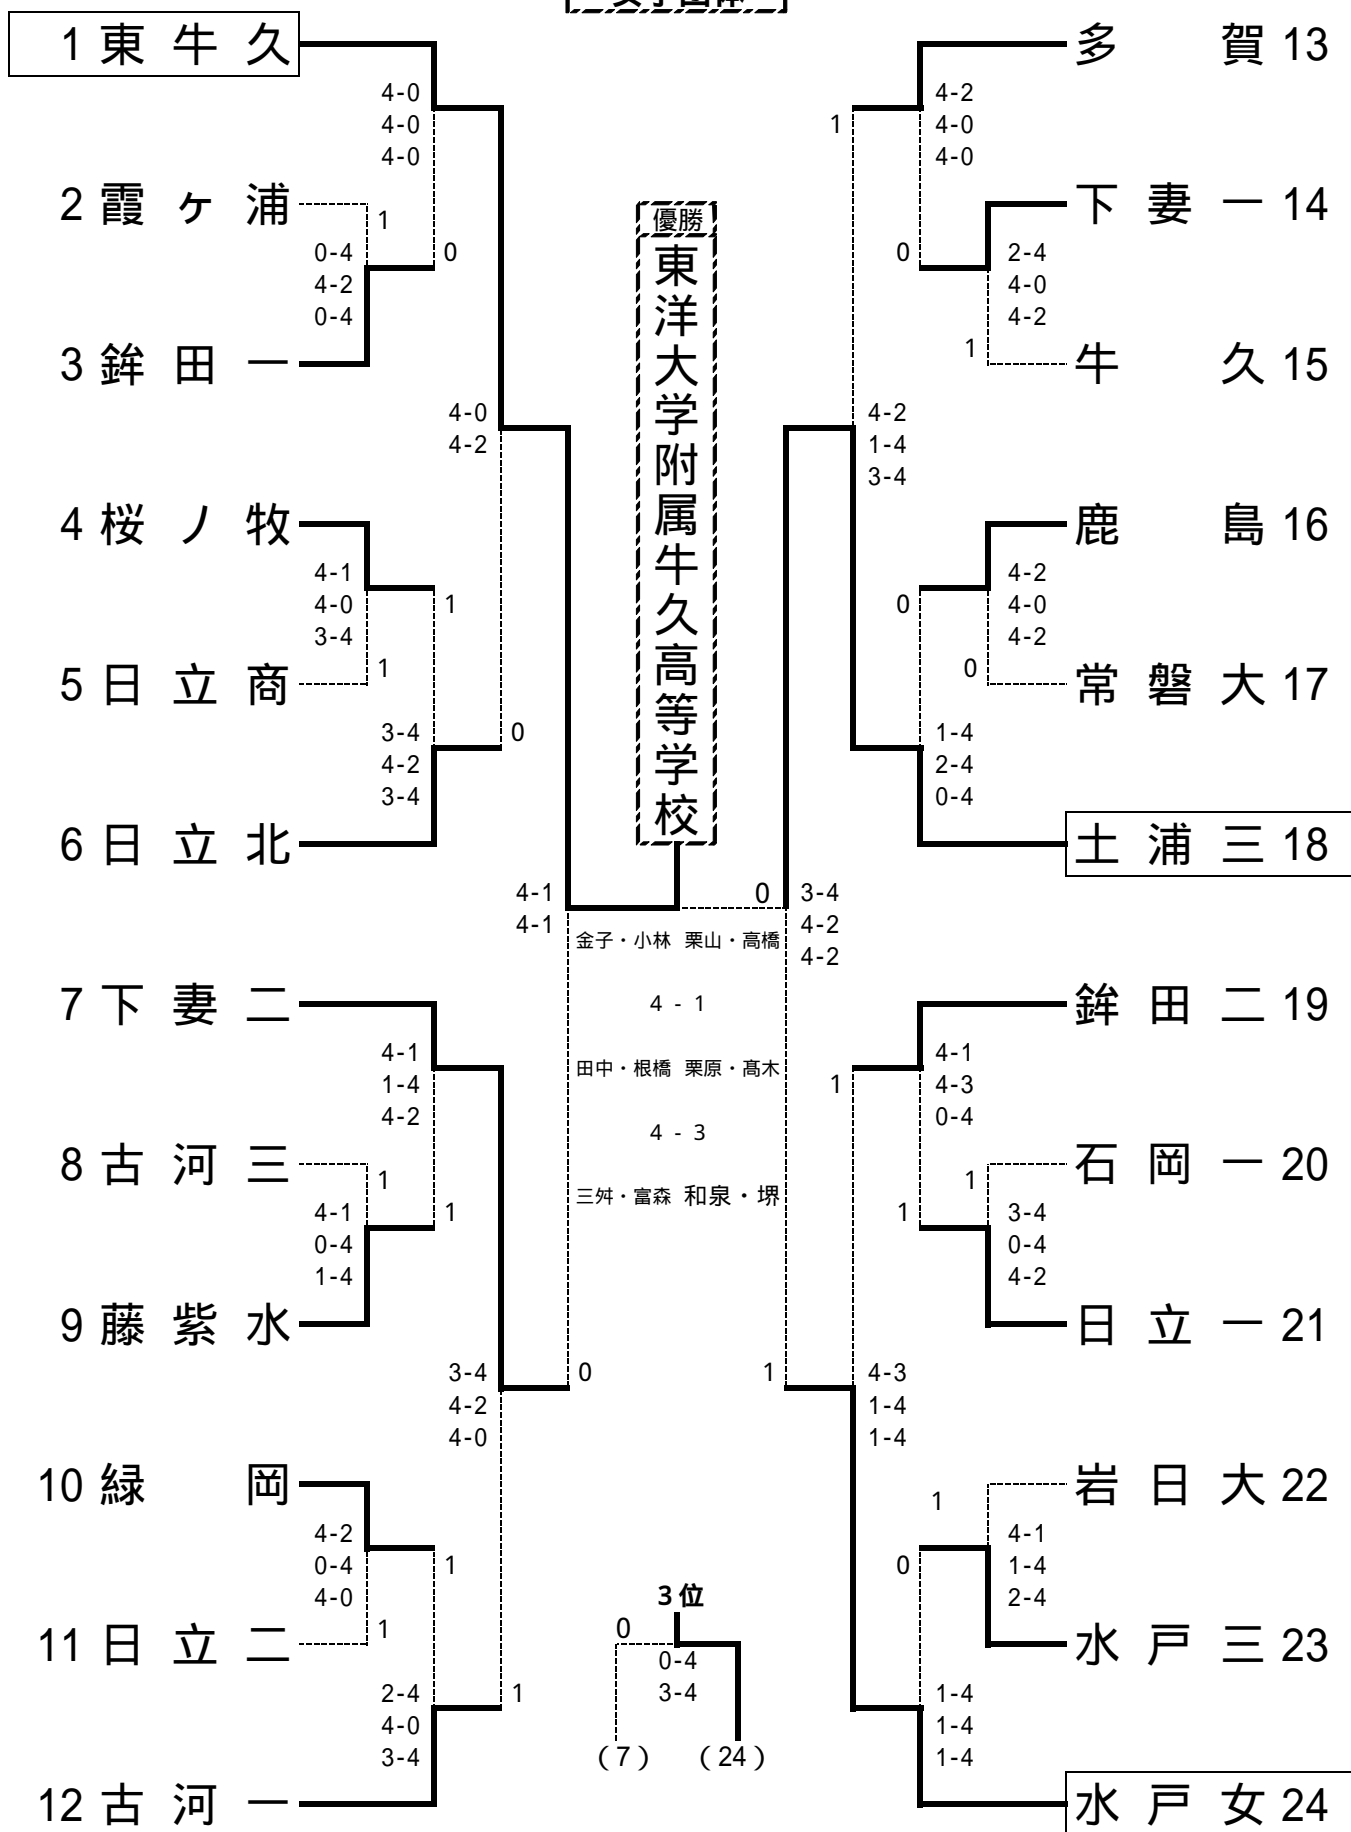 1 東牛久
4-0
4-0
4-0
2 霞ヶ浦
1
0-4
4-2
0-4
0
3 鉾田一
4-0
4-2
4 桜ノ牧
4-1
4-0
3-4
1
5 日立商
1
3-4
4-2
3-4
0
6 日立北
4-1
4-1
7 下妻二
4-1
1-4
4-2
8 古河三
1
4-1
0-4
1-4
1
9 藤紫水
3-4
4-2
4-0
0
10 緑岡
4-2
0-4
4-0
1
11 日立二
1
2-4
4-0
3-4
1
12 古河一
優勝
東洋大学附属牛久高等学校
0
金子・小林 栗山・高橋
4 - 1
田中・根橋 栗原・髙木
4 - 3
三舛・富森 和泉・堺
3位
0
0-4
3-4
(7) (24)
多賀 13
4-2
4-0
4-0
1
下妻一 14
0
2-4
4-0
4-2
1
牛久 15
4-2
1-4
3-4
鹿島 16
4-2
4-0
4-2
0
0
常磐大 17
1-4
2-4
0-4
土浦三 18
3-4
4-2
4-2
鉾田二 19
4-1
4-3
0-4
1
石岡一 20
1
3-4
0-4
4-2
1
日立一 21
1
4-3
1-4
1-4
岩日大 22
1
4-1
1-4
2-4
0
水戸三 23
1-4
1-4
1-4
水戸女 24